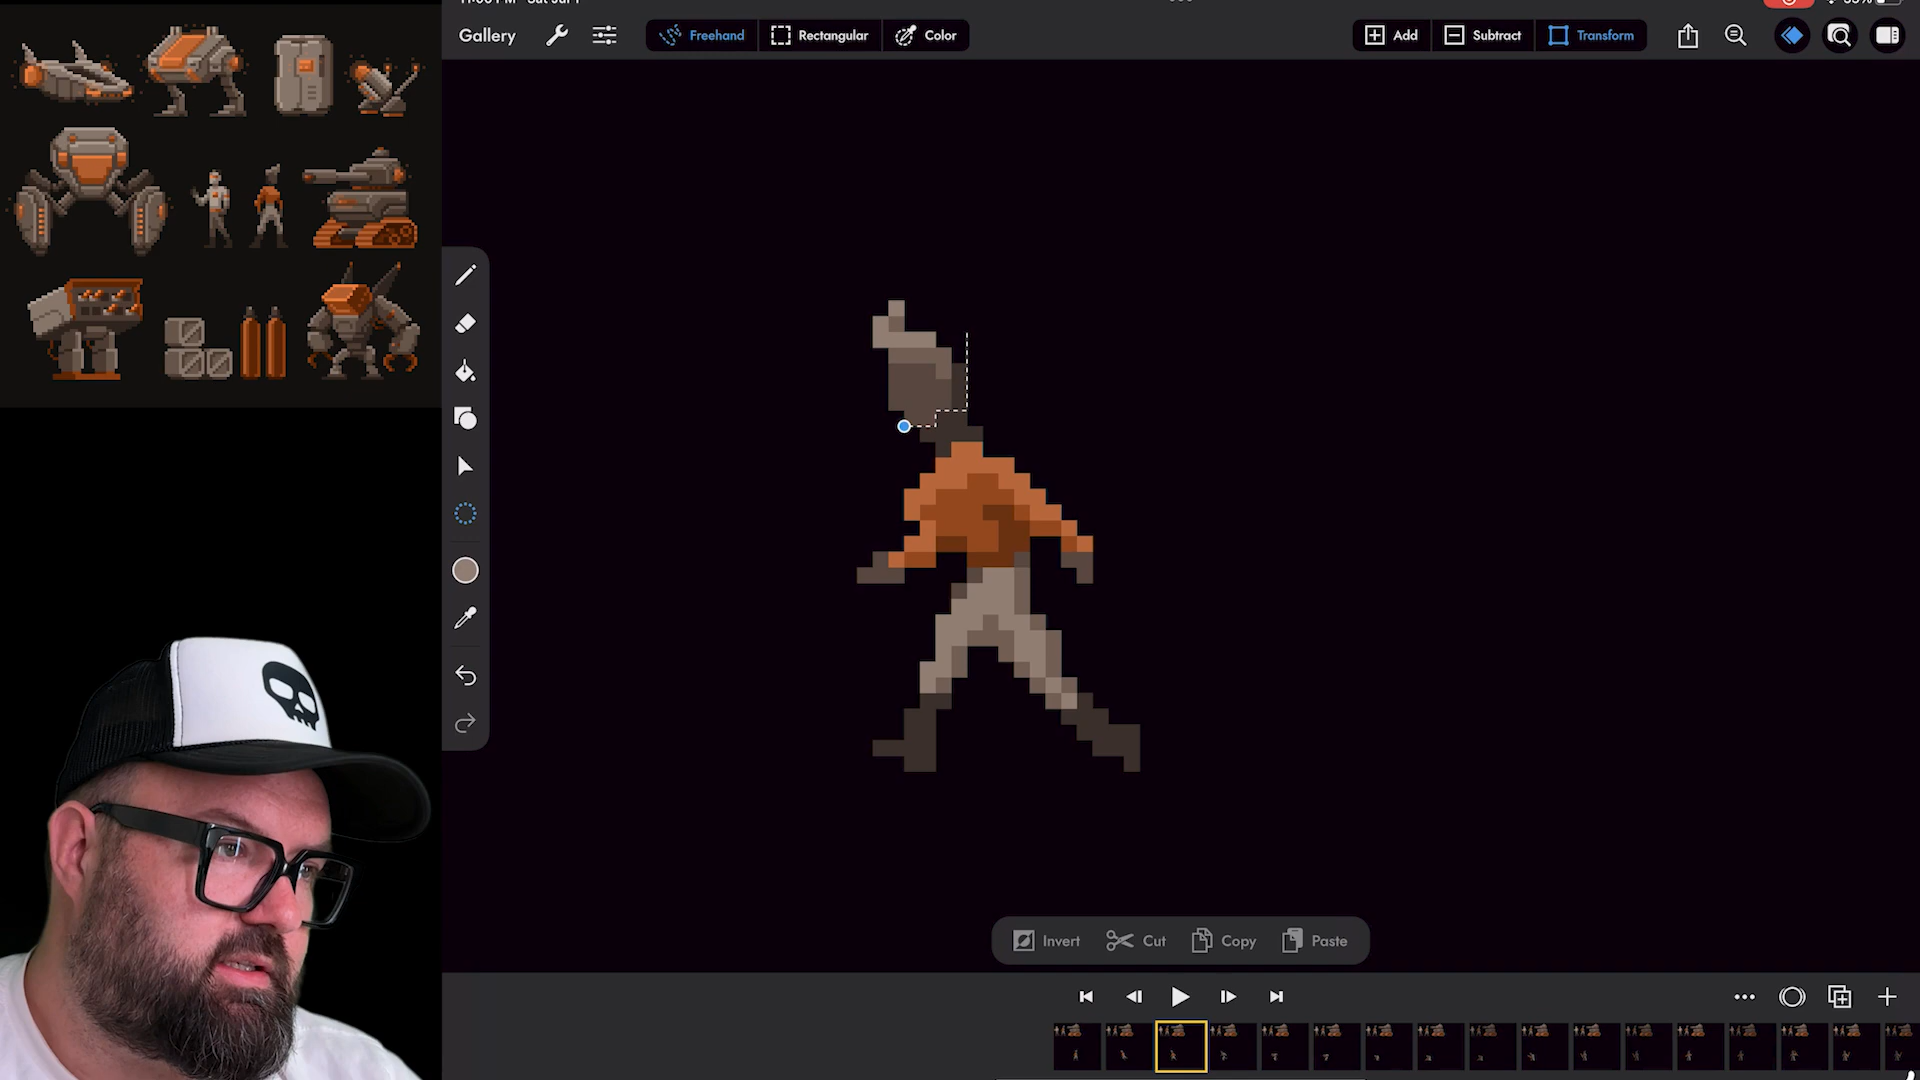 Gallery
Freehand
Rectangular
Color
Add
Subtract
Transform
Invert
Cut
Copy
Paste